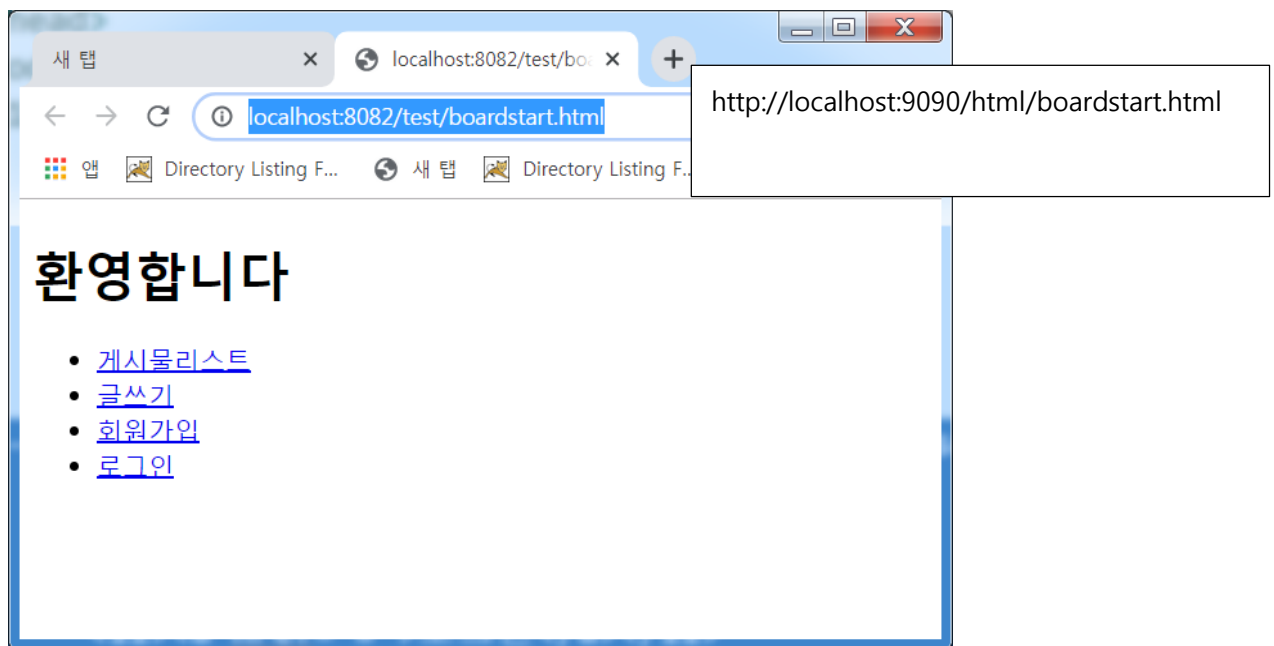 새 탭
localhost:8082/test/boa
http://localhost:9090/html/boardstart.html
localhost:8082/test/boardstart.html
앱 Directory Listing F... 새 탭 Directory Listing F..
환영합니다
게시물리스트
글쓰기
회원가입
로그인